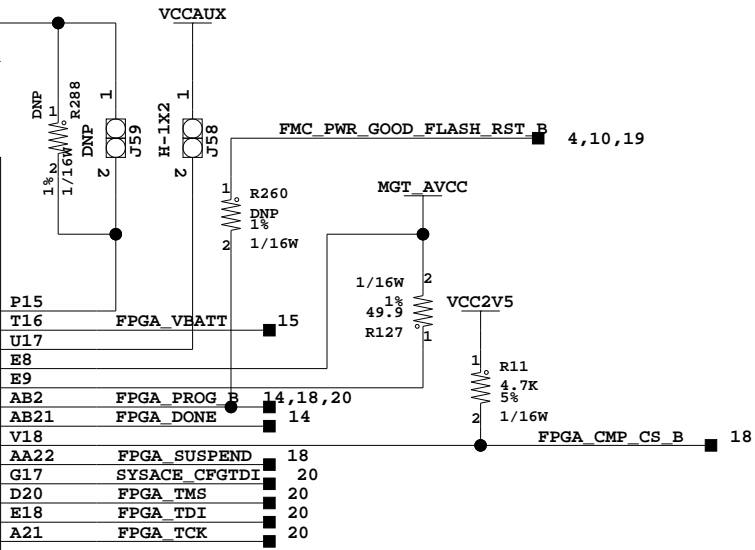 VCCAUX
DNP
1
R288
2
1%
1/16W
1
DNP
J59
2
1
H-1X2
J58
2
FMC_PWR_GOOD_FLASH_RST_B
4,10,19
1
R260
DNP
1%
2
1/16W
MGT_AVCC
1/16W
2
1%
49.9
R127
1
VCC2V5
1
R11
4.7K
5%
2
1/16W
P15
T16 FPGA_VBATT 15
U17
E8
E9
AB2 FPGA_PROG_B 14,18,20
AB21 FPGA_DONE 14
V18 FPGA_CMP_CS_B 18
AA22 FPGA_SUSPEND 18
G17 SYSACE_CFGTDI 20
D20 FPGA_TMS 20
E18 FPGA_TDI 20
A21 FPGA_TCK 20